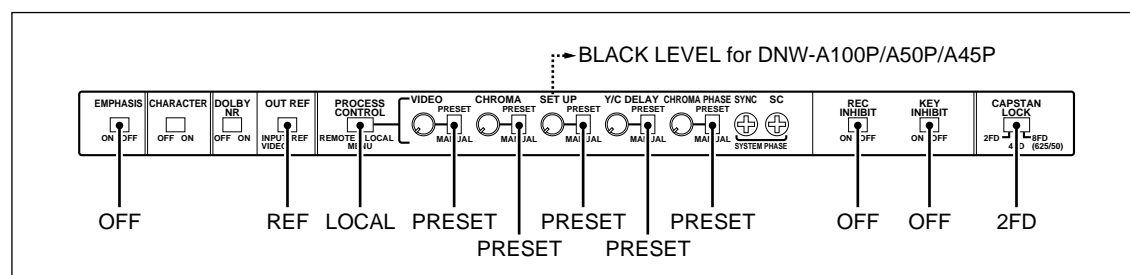 BLACK LEVEL for DNW-A100P/A50P/A45P
EMPHASIS CHARACTER DOLBY NR OUT REF PROCESS CONTROL VIDEO CHROMA SET UP Y/C DELAY CHROMA PHASE SYNC SC REC INHIBIT KEY INHIBIT CAPSTAN LOCK
PRESET PRESET PRESET PRESET PRESET
ON OFF OFF ON OFF ON INPUT VIDEO REF REMOTE LOCAL MENU MANUAL MANUAL MANUAL MANUAL MANUAL SYSTEM PHASE ON OFF ON OFF 2FD 8FD (625/50)
OFF REF LOCAL PRESET PRESET PRESET OFF OFF 2FD
PRESET PRESET